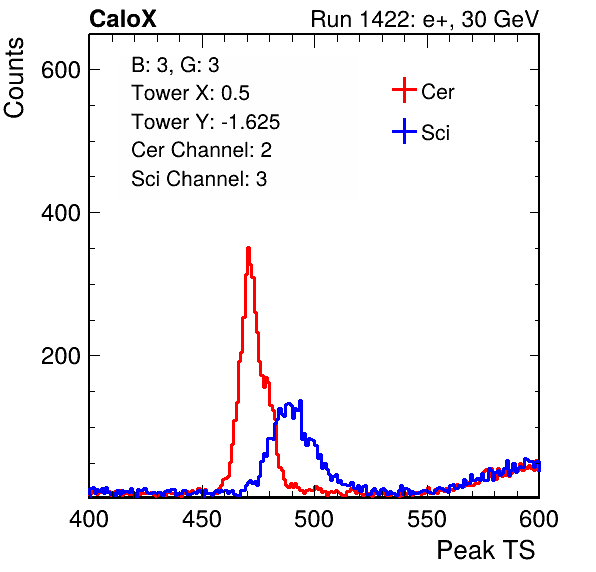 CaloX Run 1422: e+, 30 GeV
Counts
B: 3, G: 3
Tower X: 0.5
Tower Y: -1.625
Cer Channel: 2
Sci Channel: 3
Cer
Sci
600
400
200
400 450 500 550 600
Peak TS